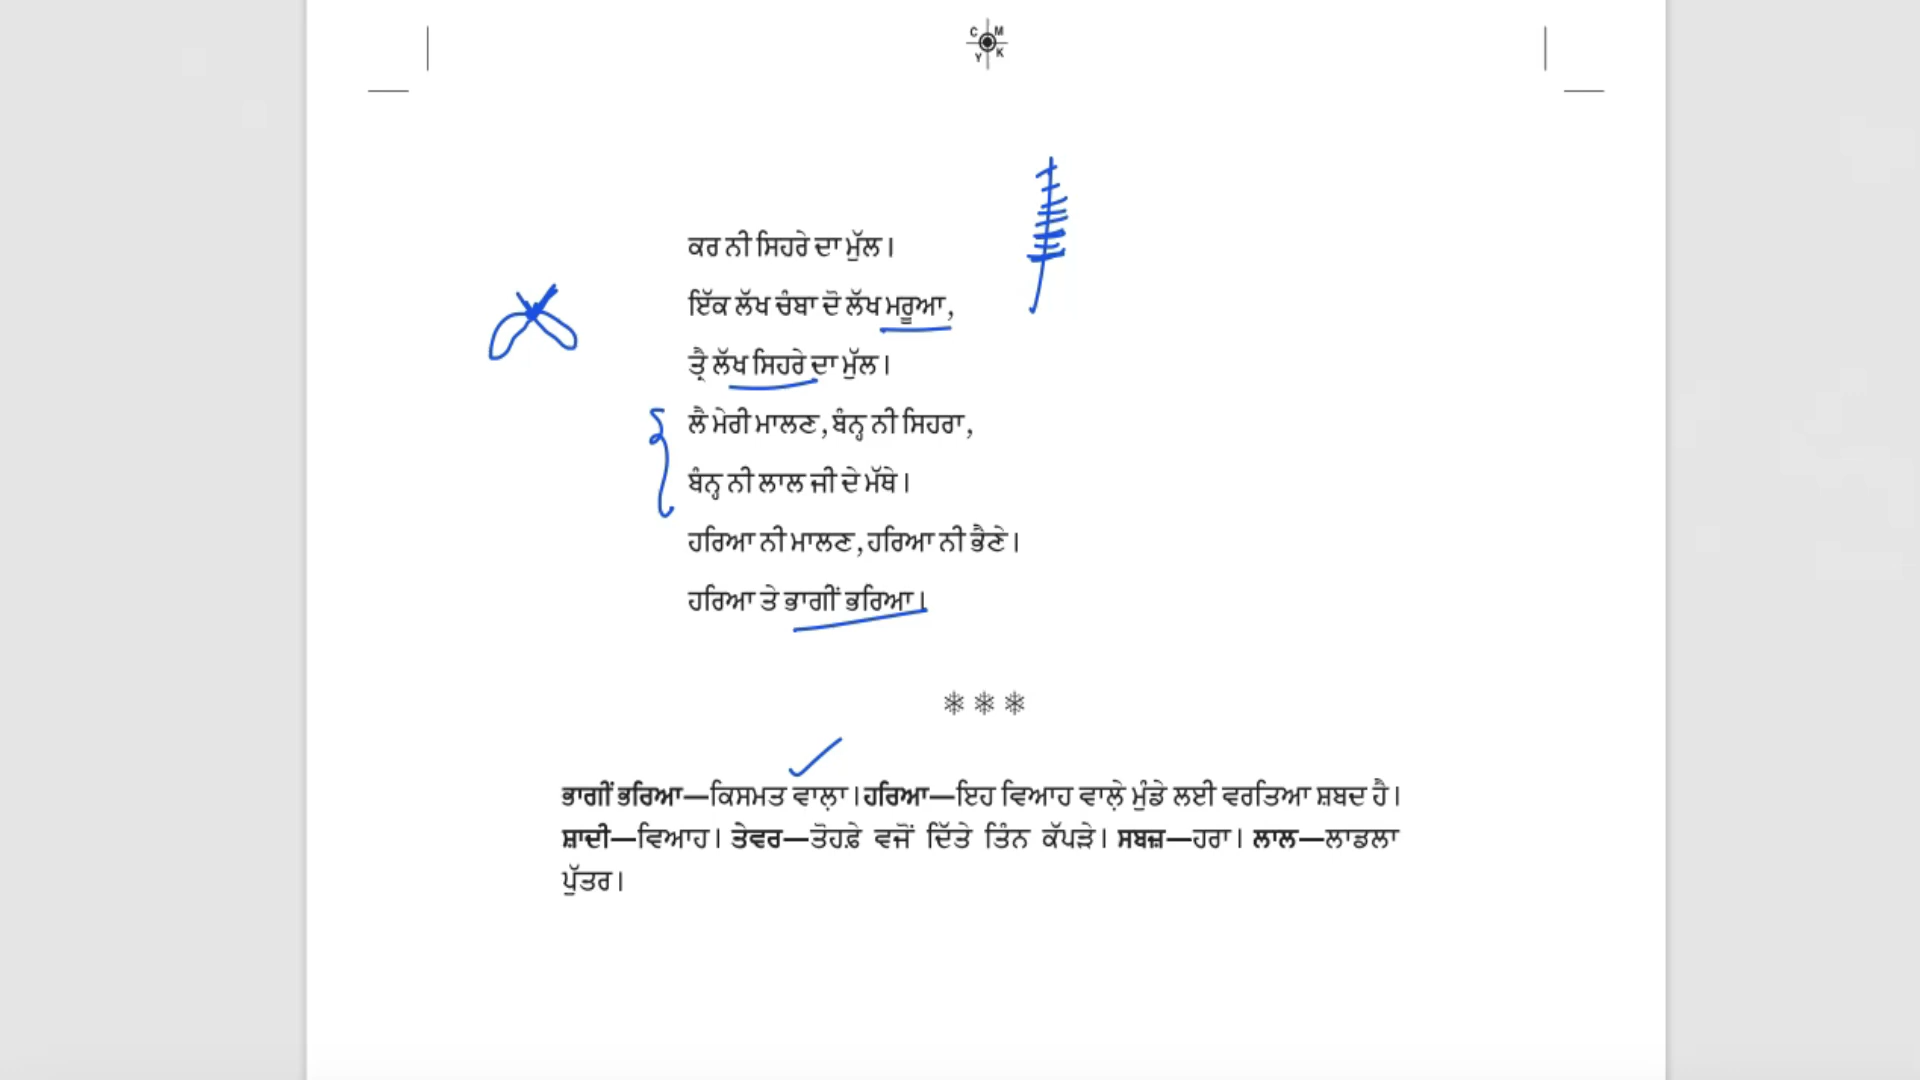 C M
Y K
ਕਰ ਨੀ ਸਿਹਰੇ ਦਾ ਮੁੱਲ।
ਇੱਕ ਲੱਖ ਚੰਬਾ ਦੋ ਲੱਖ ਮਰੂਆ,
ਤ੍ਰੈ ਲੱਖ ਸਿਹਰੇ ਦਾ ਮੁੱਲ।
ਲੈ ਮੇਰੀ ਮਾਲਣ, ਬੰਨ੍ਹ ਨੀ ਸਿਹਰਾ,
ਬੰਨ੍ਹ ਨੀ ਲਾਲ ਜੀ ਦੇ ਮੱਥੇ।
ਹਰਿਆ ਨੀ ਮਾਲਣ, ਹਰਿਆ ਨੀ ਭੈਣੇ।
ਹਰਿਆ ਤੇ ਭਾਗੀਂ ਭਰਿਆ।
ਭਾਗੀਂ ਭਰਿਆ—ਕਿਸਮਤ ਵਾਲ਼ਾ। ਹਰਿਆ—ਇਹ ਵਿਆਹ ਵਾਲ਼ੇ ਮੁੰਡੇ ਲਈ ਵਰਤਿਆ ਸ਼ਬਦ ਹੈ।
ਸ਼ਾਦੀ—ਵਿਆਹ। ਤੇਵਰ—ਤੋਹਫ਼ੇ ਵਜੋਂ ਦਿੱਤੇ ਤਿੰਨ ਕੱਪੜੇ। ਸਬਜ਼—ਹਰਾ। ਲਾਲ—ਲਾਡਲਾ
ਪੁੱਤਰ।